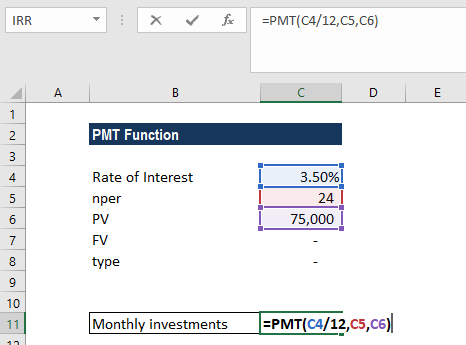 IRR =PMT(C4/12,C5,C6)
A B C D E
1
2 PMT Function
3
4 Rate of Interest 3.50%
5 nper 24
6 PV 75,000
7 FV -
8 type -
9
10
11 Monthly investments =PMT(C4/12,C5,C6)
12